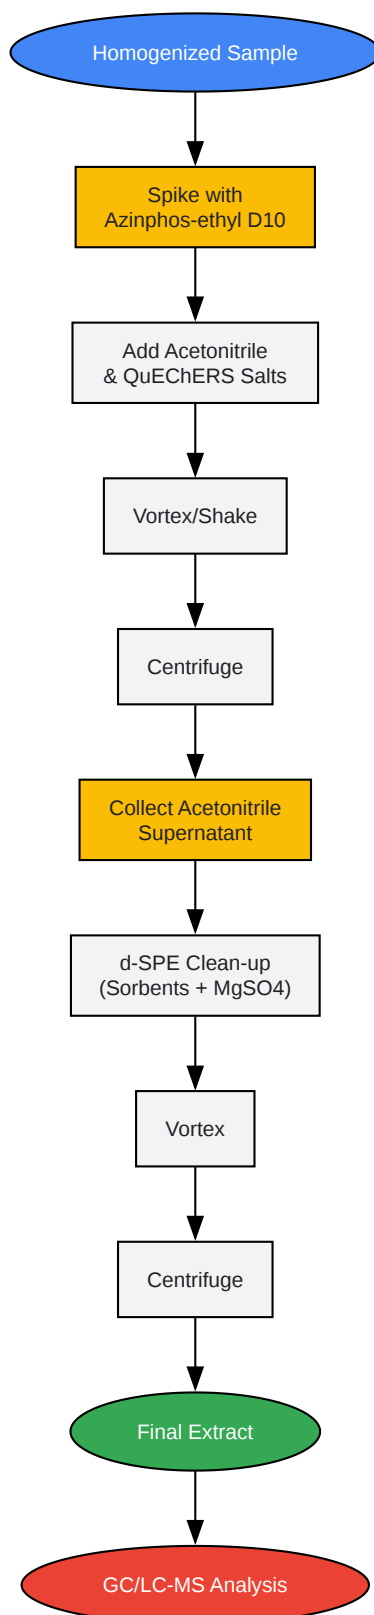 Homogenized Sample
Spike with
Azinphos-ethyl D10
Add Acetonitrile
& QuEChERS Salts
Vortex/Shake
Centrifuge
Collect Acetonitrile
Supernatant
d-SPE Clean-up
(Sorbents + MgSO4)
Vortex
Centrifuge
Final Extract
GC/LC-MS Analysis